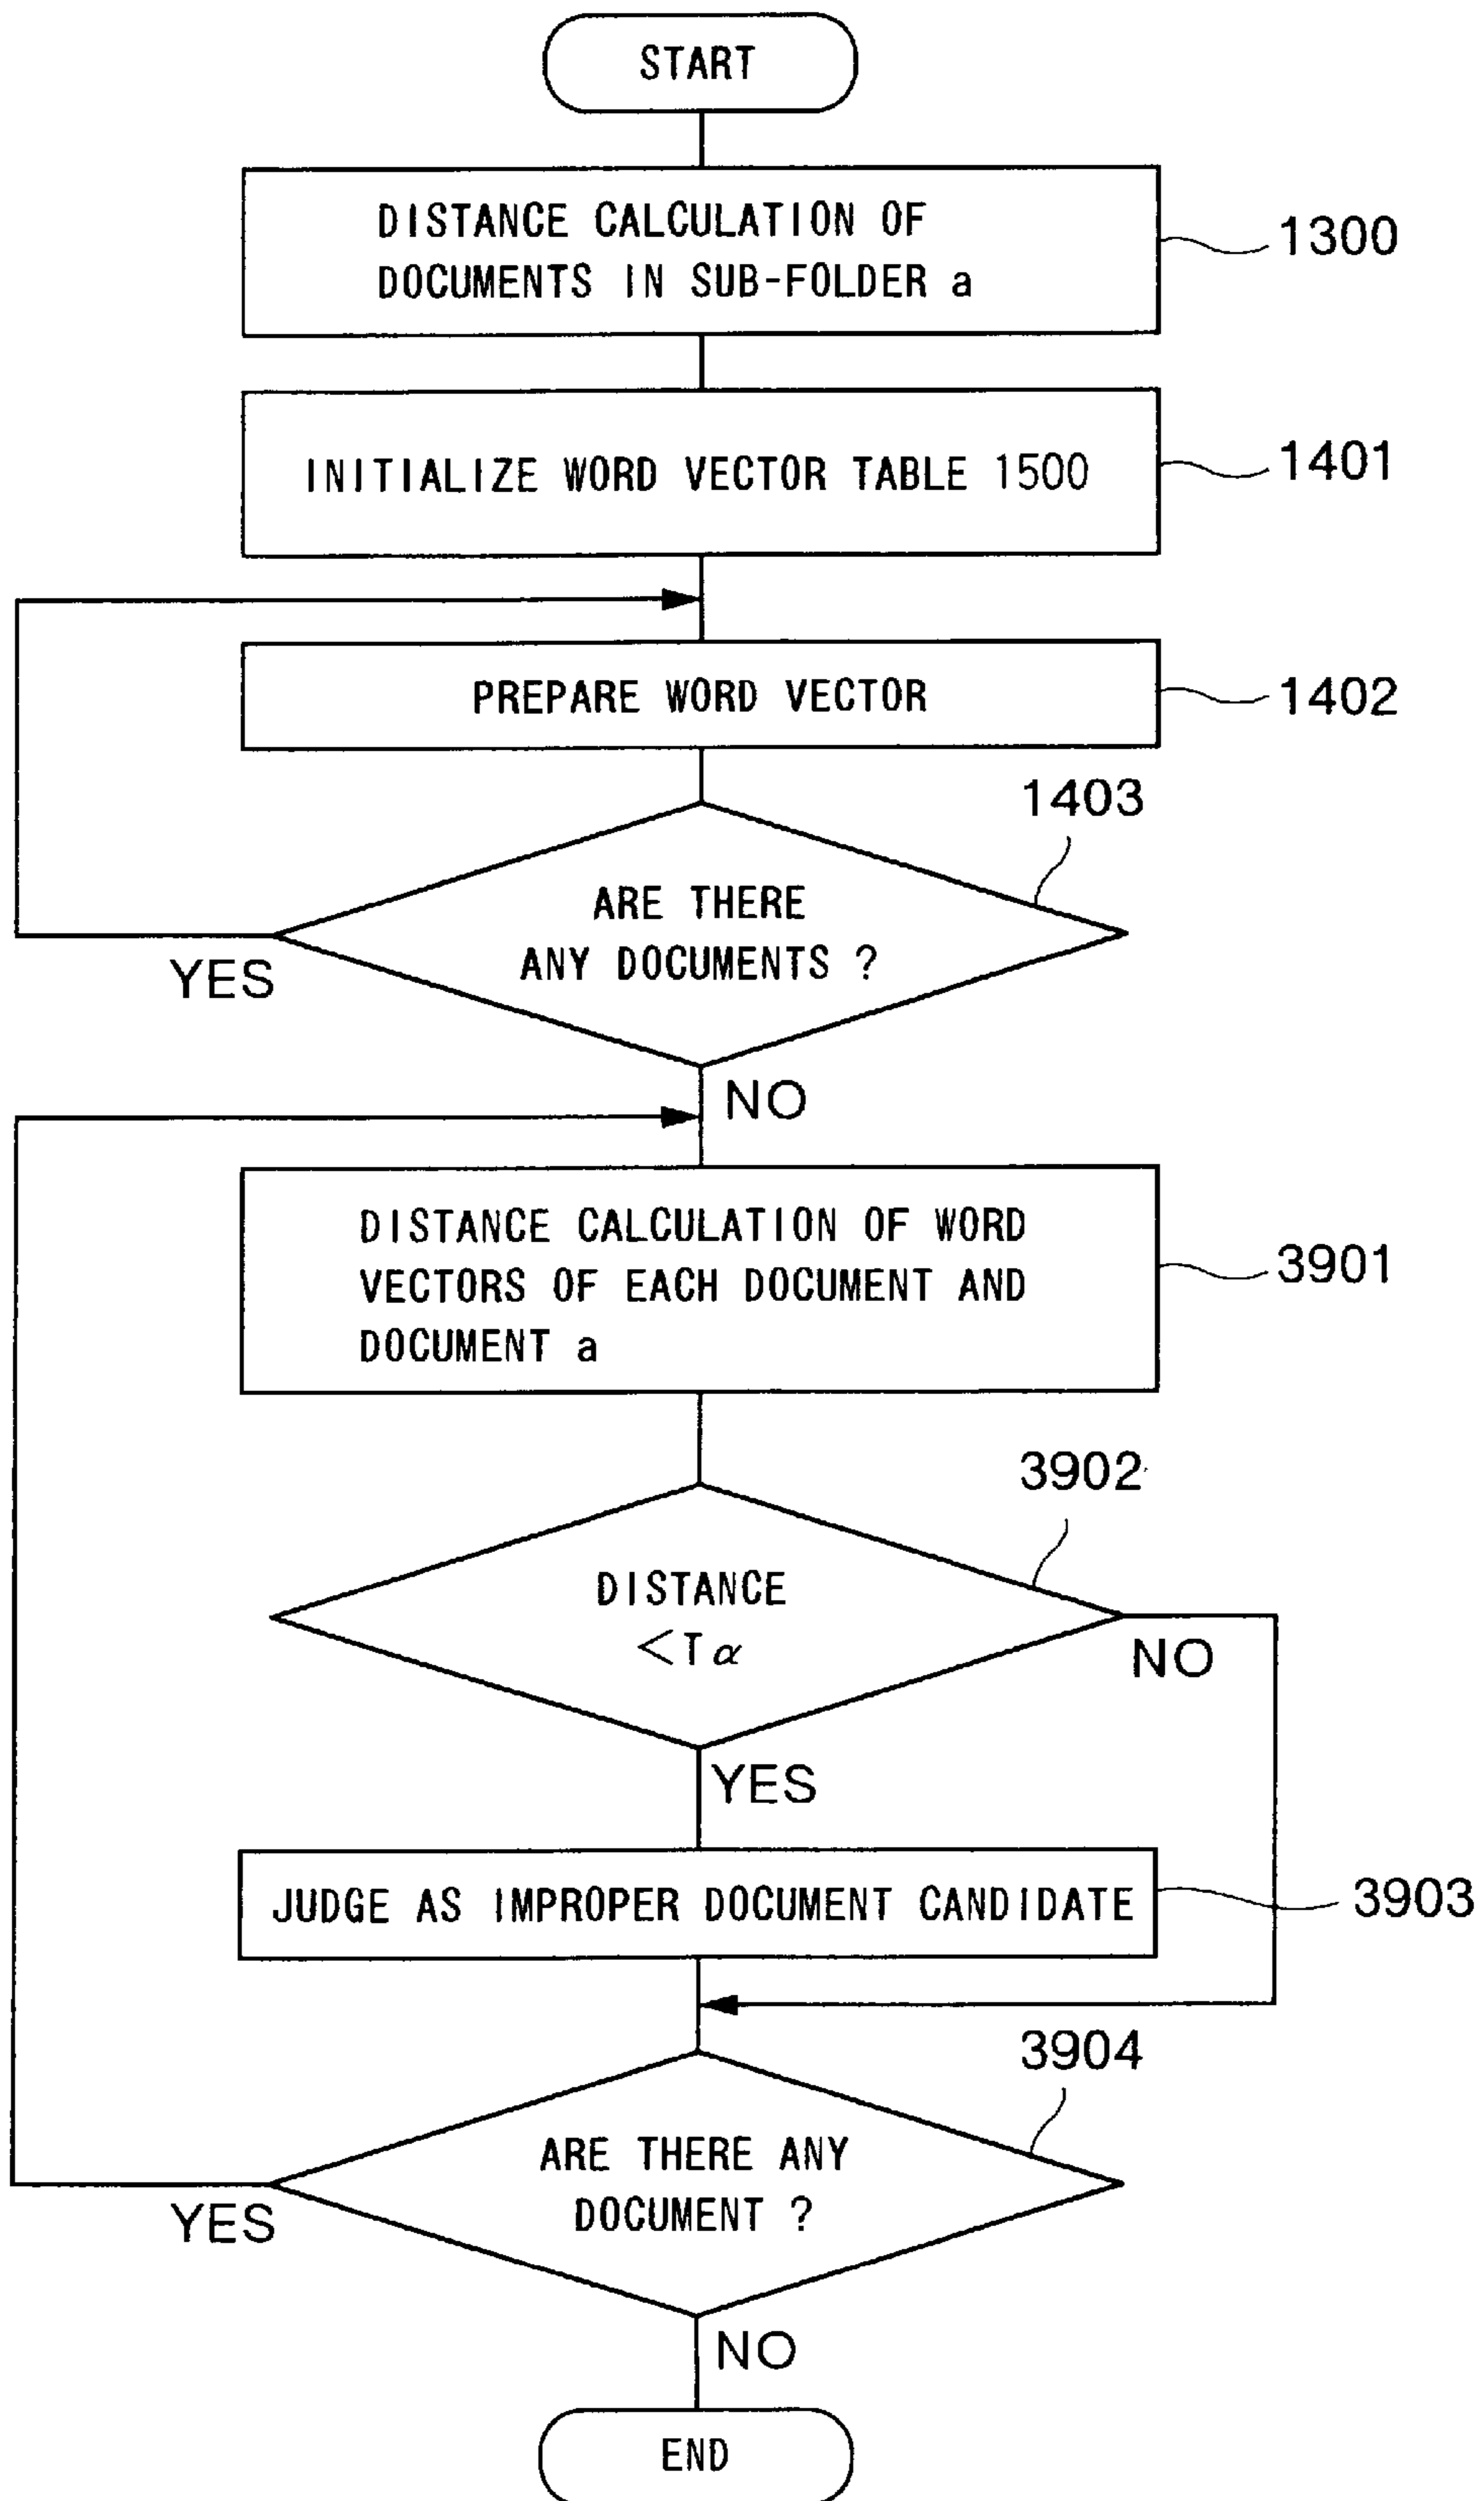 START
DISTANCE CALCULATION OF
DOCUMENTS IN SUB-FOLDER a
1300
INITIALIZE WORD VECTOR TABLE 1500
1401
PREPARE WORD VECTOR
1402
1403
ARE THERE
ANY DOCUMENTS ?
YES
NO
DISTANCE CALCULATION OF WORD
VECTORS OF EACH DOCUMENT AND
DOCUMENT a
3901
3902
DISTANCE
<Tα
NO
YES
JUDGE AS IMPROPER DOCUMENT CANDIDATE
3903
3904
ARE THERE ANY
DOCUMENT ?
YES
NO
END